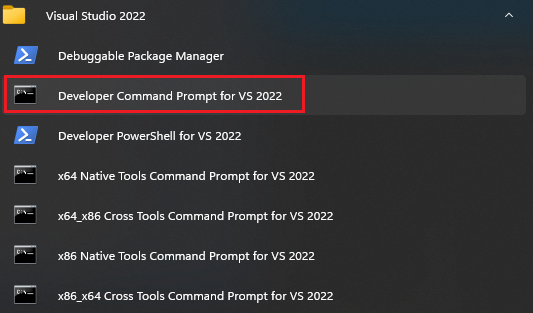 Visual Studio 2022
Debuggable Package Manager
Developer Command Prompt for VS 2022
Developer PowerShell for VS 2022
x64 Native Tools Command Prompt for VS 2022
x64_x86 Cross Tools Command Prompt for VS 2022
x86 Native Tools Command Prompt for VS 2022
x86_x64 Cross Tools Command Prompt for VS 2022